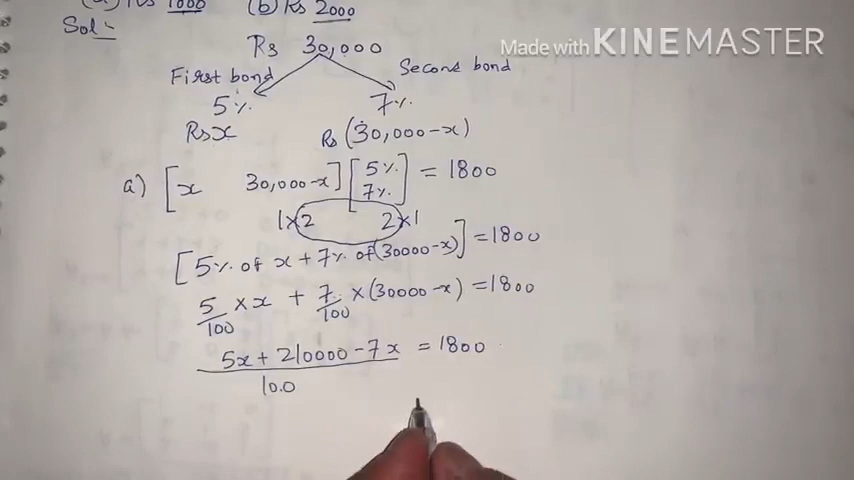 (a) Rs 1000 (b) Rs 2000
Sol:-
Made with KINEMASTER
Rs 30,000
First bond Second bond
5% 7%
Rs x Rs (30,000-x)
a) [x 30,000-x] [5% 7%] = 1800
1x2 2x1
[5% of x + 7% of (30000-x)] = 1800
5/100 × x + 7/100 × (30000-x) = 1800
5x + 210000 - 7x = 1800
100